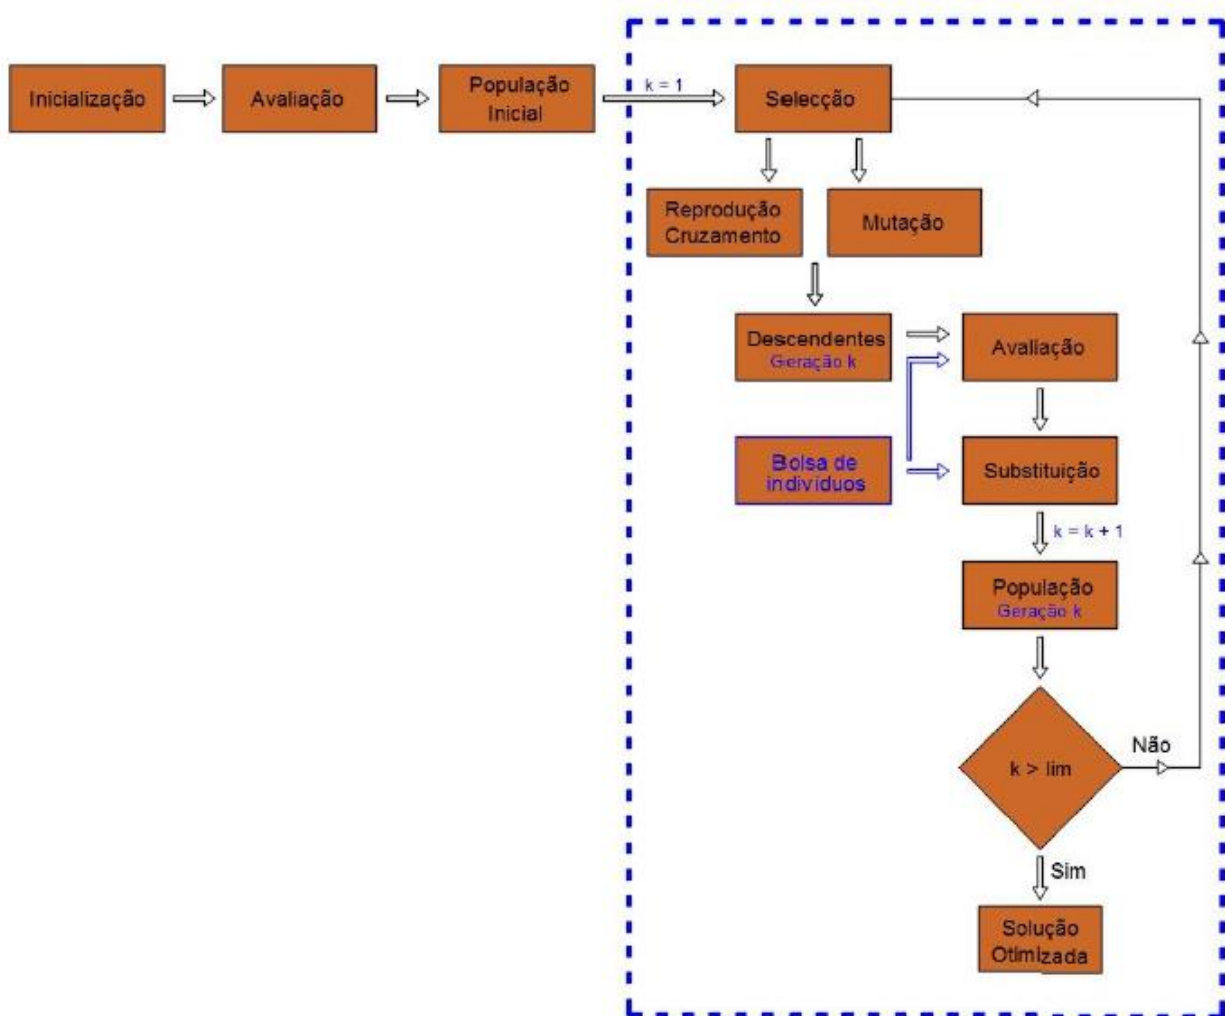 Inicialização
Avaliação
População
Inicial
k = 1
Selecção
Reprodução
Cruzamento
Mutação
Descendentes
Geração k
Avaliação
Bolsa de
indivíduos
Substituição
k = k + 1
População
Geração k
k > lim
Não
Sim
Solução
Otimizada